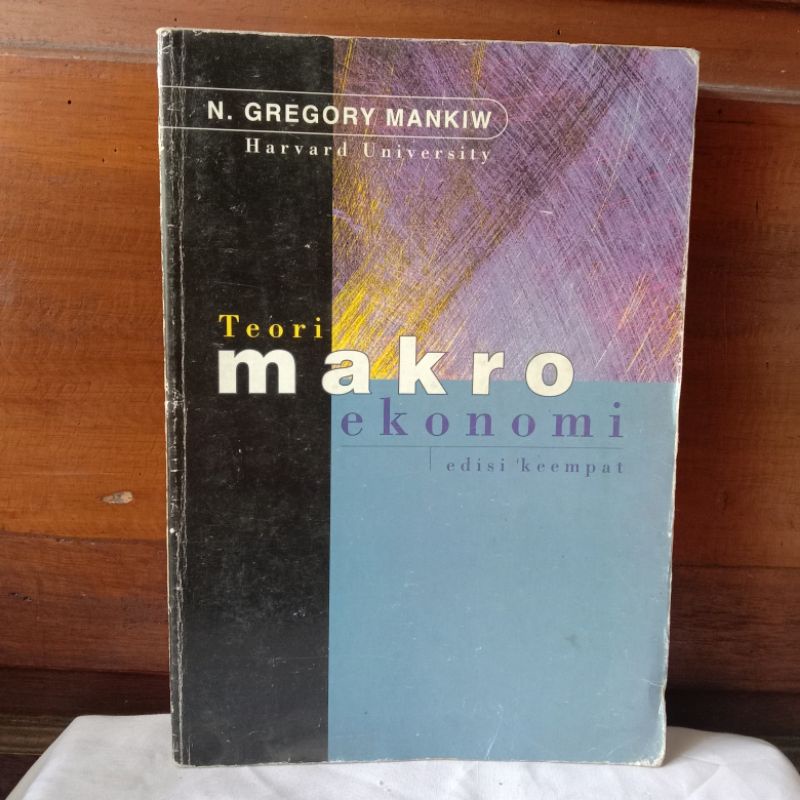 N. GREGORY MANKIW
Harvard University
Teori
makro
ekonomi
edisi keempat